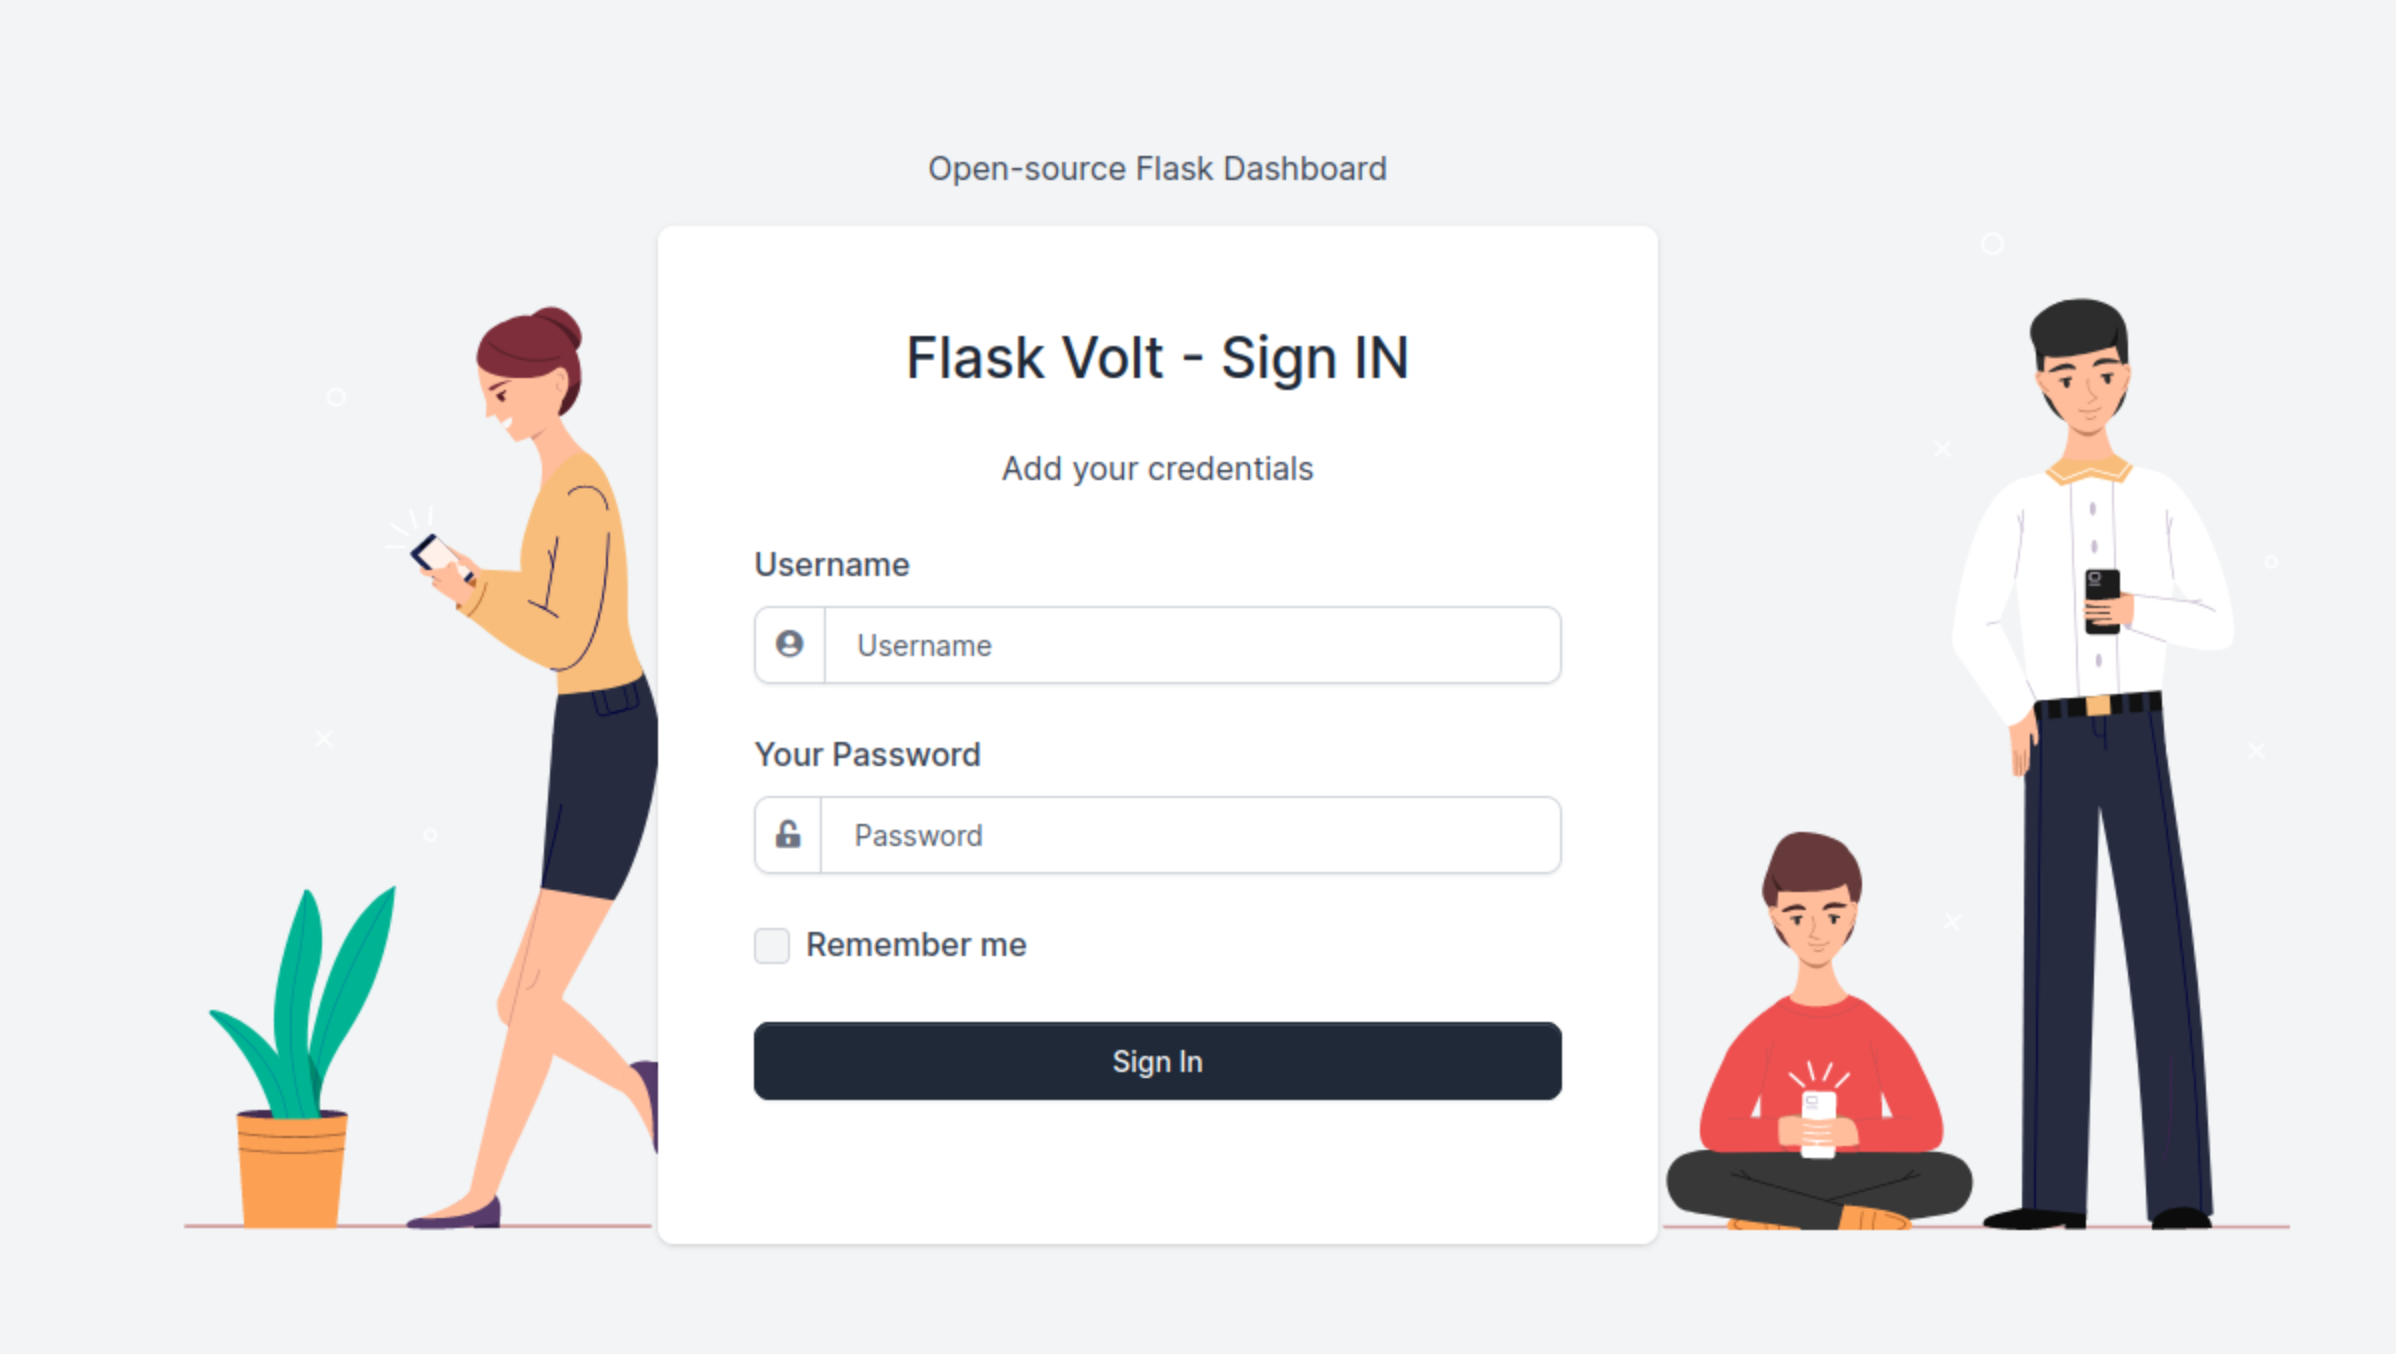 Open-source Flask Dashboard
Flask Volt - Sign IN
Add your credentials
Username
Username
Your Password
Password
Remember me
Sign In